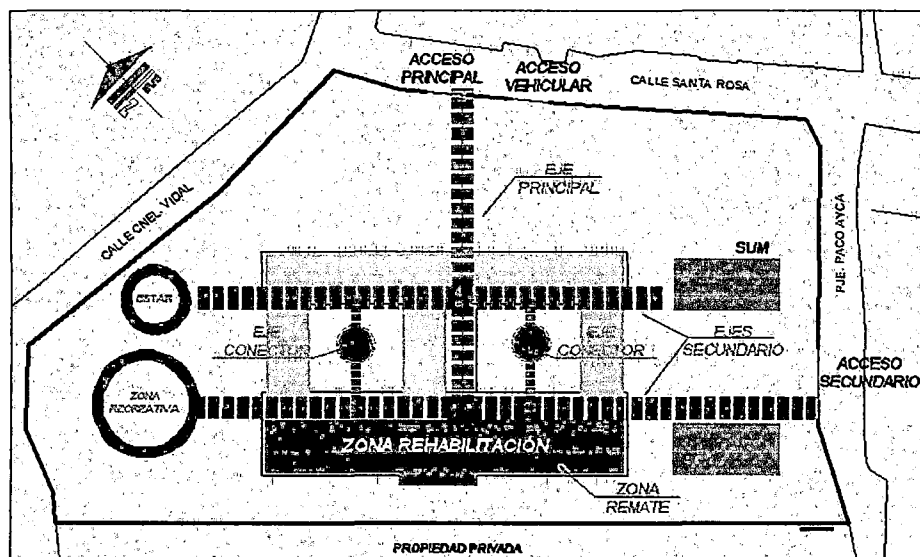 ACCESO
PRINCIPAL
ACCESO
VEHICULAR
CALLE SANTA ROSA
CALLE CNEL. VIDAL
EJE
PRINCIPAL
PJE. PACO AYCA
SUM
ESTAR
EJE
CONECTOR
EJE
CONECTOR
EJES
SECUNDARIO
ACCESO
SECUNDARIO
ZONA
RECREATIVA
ZONA REHABILITACIÓN
ZONA
REMATE
PROPIEDAD PRIVADA